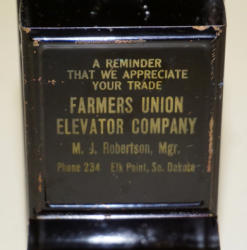 A REMINDER
THAT WE APPRECIATE
YOUR TRADE
FARMERS UNION
ELEVATOR COMPANY
M. J. Robertson, Mgr.
Phone 234 Elk Point, So. Dakota